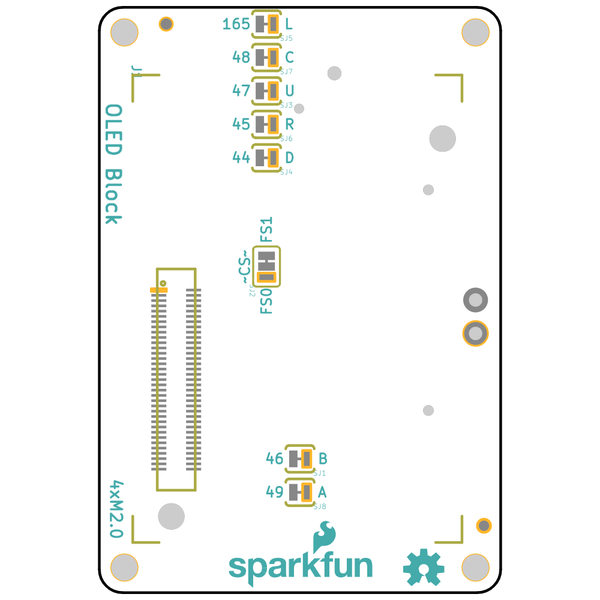 165 L
SJ5
48 C
SJ7
47 U
SJ3
45 R
SJ6
44 D
SJ4
OLED Block
FS1
~CS~
SJ2
FS0
46 B
SJ1
49 A
SJ8
4xM2.0
sparkfun